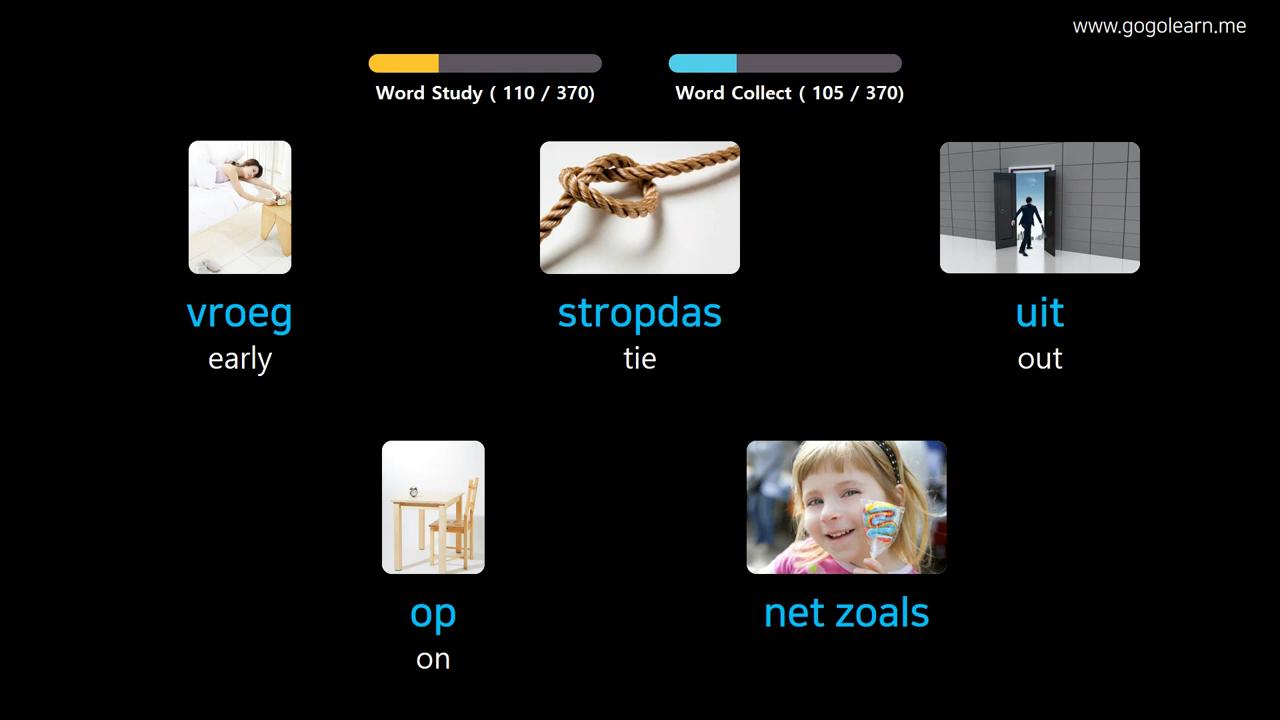 www.gogolearn.me
Word Study ( 110 / 370)
Word Collect ( 105 / 370)
vroeg
early
stropdas
tie
uit
out
op
on
net zoals